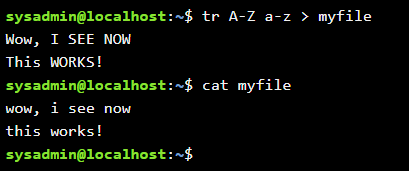 sysadmin@localhost:~$ tr A-Z a-z > myfile
Wow, I SEE NOW
This WORKS!
sysadmin@localhost:~$ cat myfile
wow, i see now
this works!
sysadmin@localhost:~$